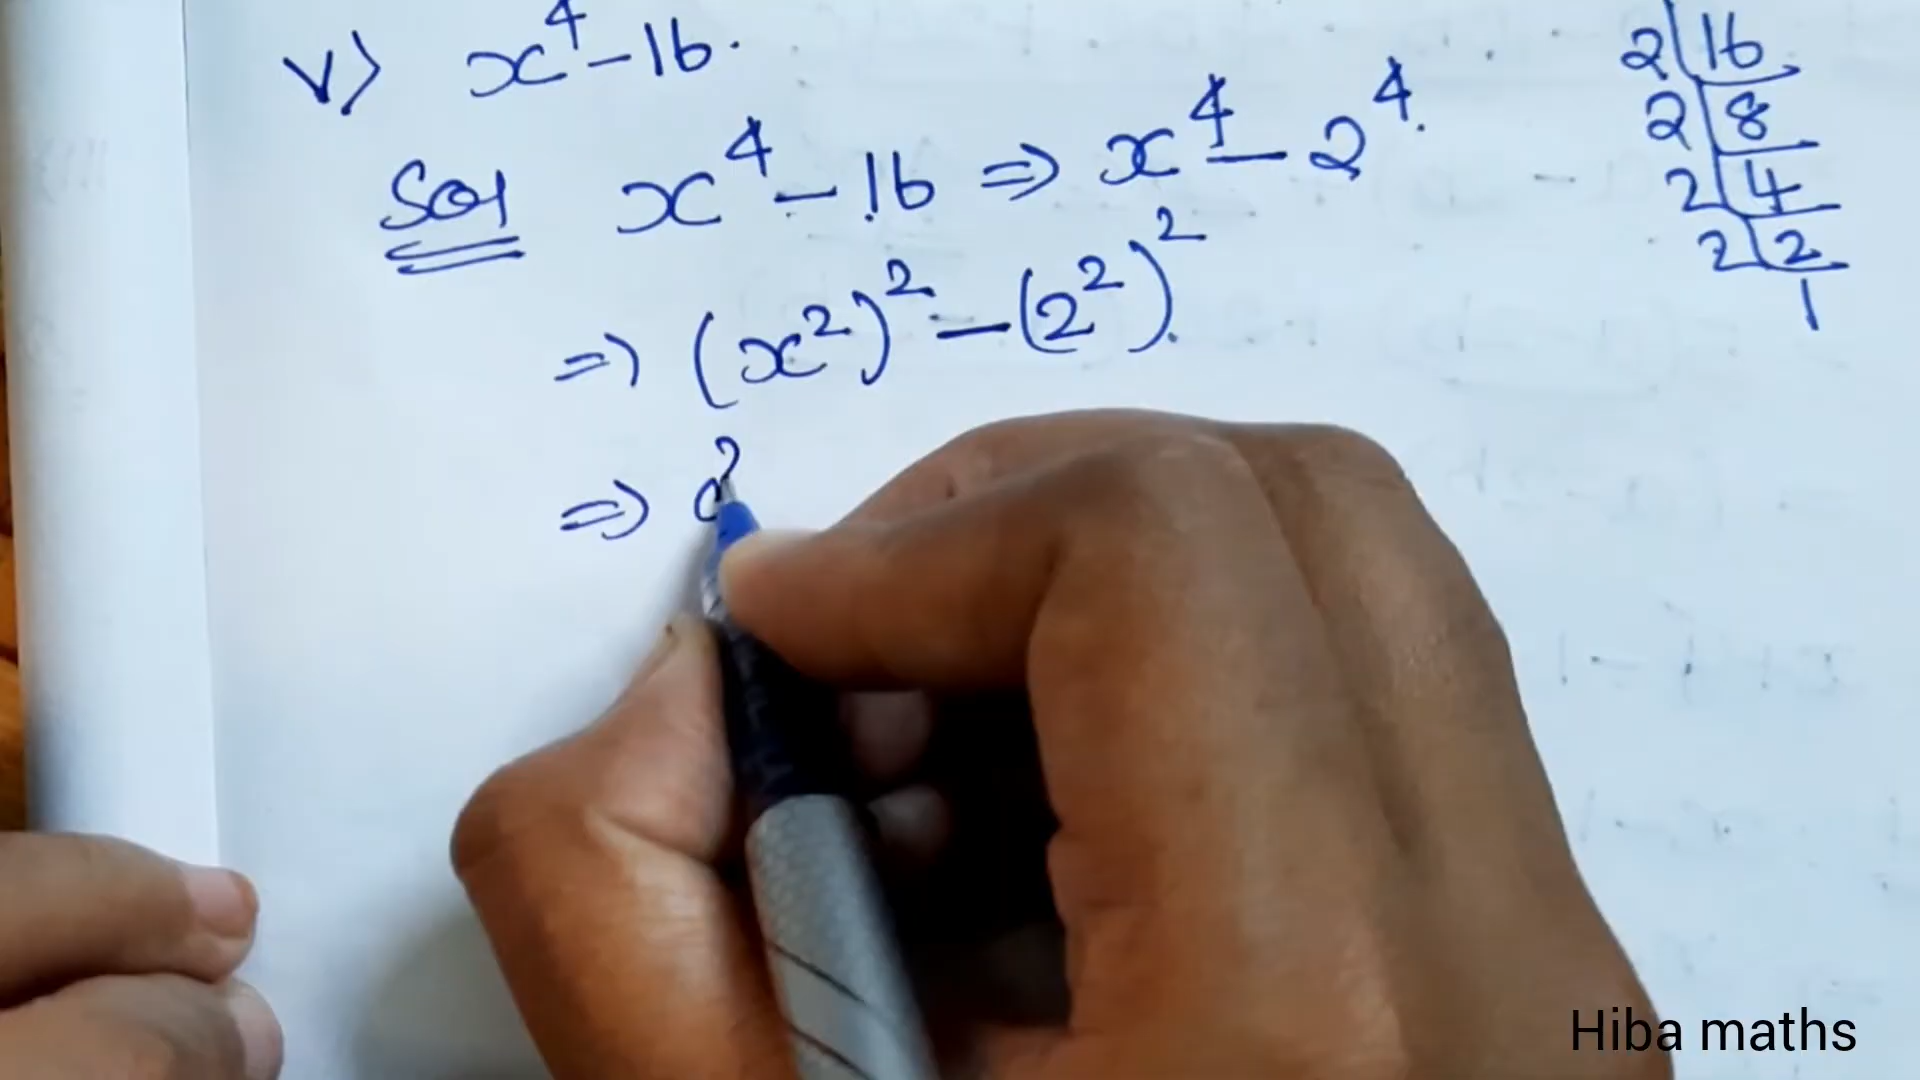 v) x⁴-16.
Sol x⁴-16 => x⁴-2⁴.
=> (x²)²-(2²)².
=> a²
2 16
2 8
2 4
2 2
1
Hiba maths